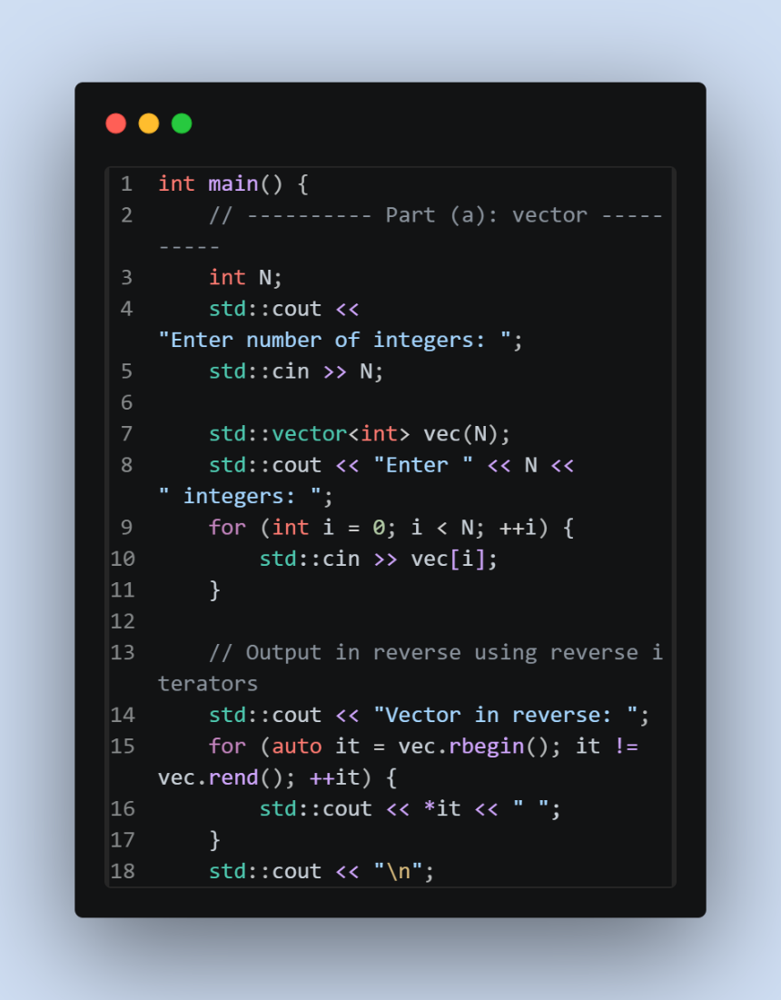 1 int main() {
2     // ---------- Part (a): vector -----
-----
3     int N;
4     std::cout <<
"Enter number of integers: ";
5     std::cin >> N;
6
7     std::vector<int> vec(N);
8     std::cout << "Enter " << N <<
" integers: ";
9     for (int i = 0; i < N; ++i) {
10         std::cin >> vec[i];
11     }
12
13     // Output in reverse using reverse i
terators
14     std::cout << "Vector in reverse: ";
15     for (auto it = vec.rbegin(); it !=
vec.rend(); ++it) {
16         std::cout << *it << " ";
17     }
18     std::cout << "\n";